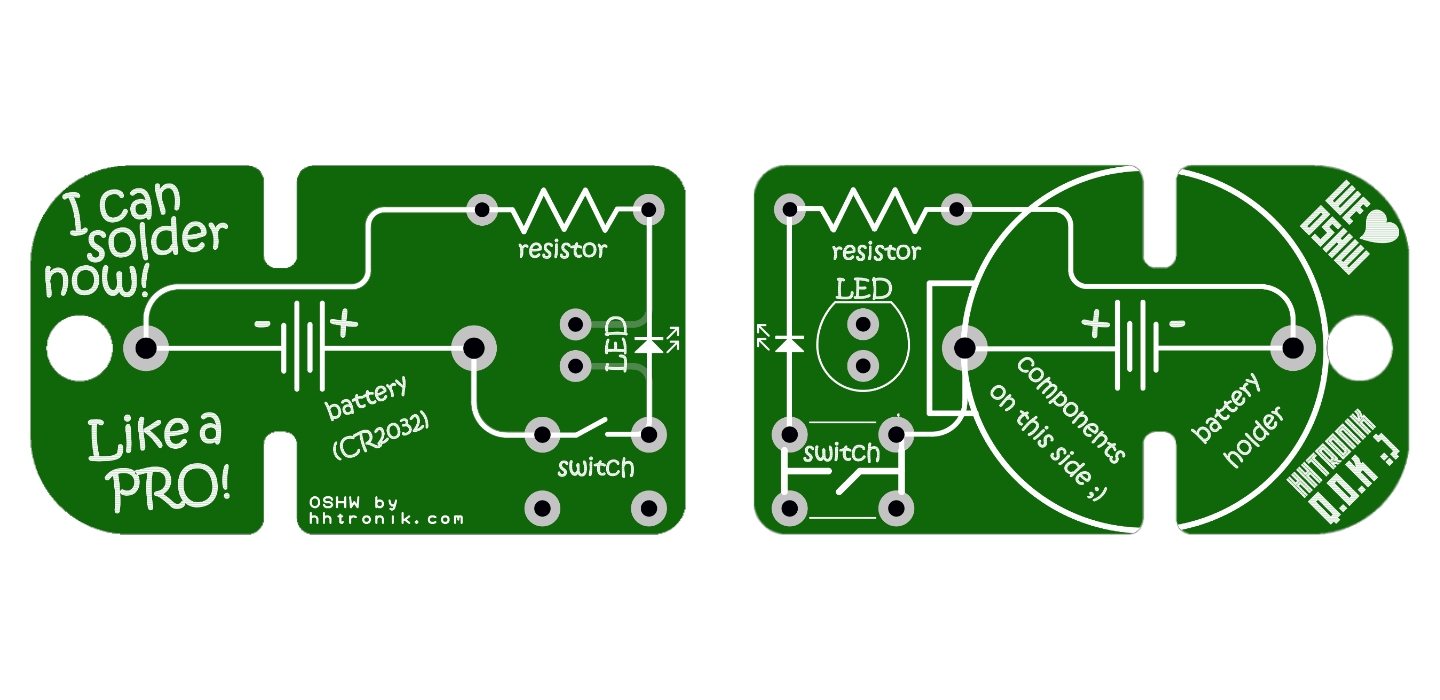 I can
solder
now!
resistor
- +
LED
battery
(CR2032)
switch
Like a
PRO!
OSHW by
hhtronik.com
resistor
LED
switch
+ -
components
on this side ;)
battery
holder
WE ♥
OSHW
HHTRONIK
Q.Q.K :)